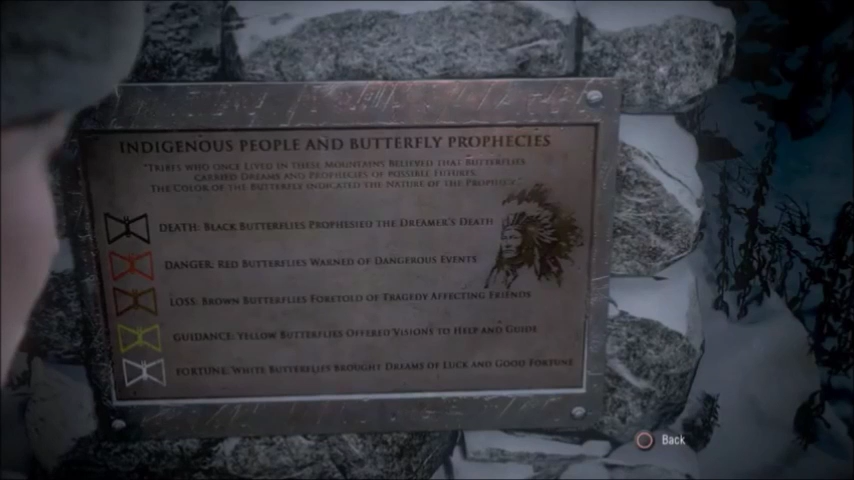 INDIGENOUS PEOPLE AND BUTTERFLY PROPHECIES
"TRIBES WHO ONCE LIVED IN THESE MOUNTAINS BELIEVED THAT BUTTERFLIES
CARRIED DREAMS AND PROPHECIES OF POSSIBLE FUTURES.
THE COLOR OF THE BUTTERFLY INDICATED THE NATURE OF THE PROPHECY."
DEATH: BLACK BUTTERFLIES PROPHESIED THE DREAMER'S DEATH
DANGER: RED BUTTERFLIES WARNED OF DANGEROUS EVENTS
LOSS: BROWN BUTTERFLIES FORETOLD OF TRAGEDY AFFECTING FRIENDS
GUIDANCE: YELLOW BUTTERFLIES OFFERED VISIONS TO HELP AND GUIDE
FORTUNE: WHITE BUTTERFLIES BROUGHT DREAMS OF LUCK AND GOOD FORTUNE
Back